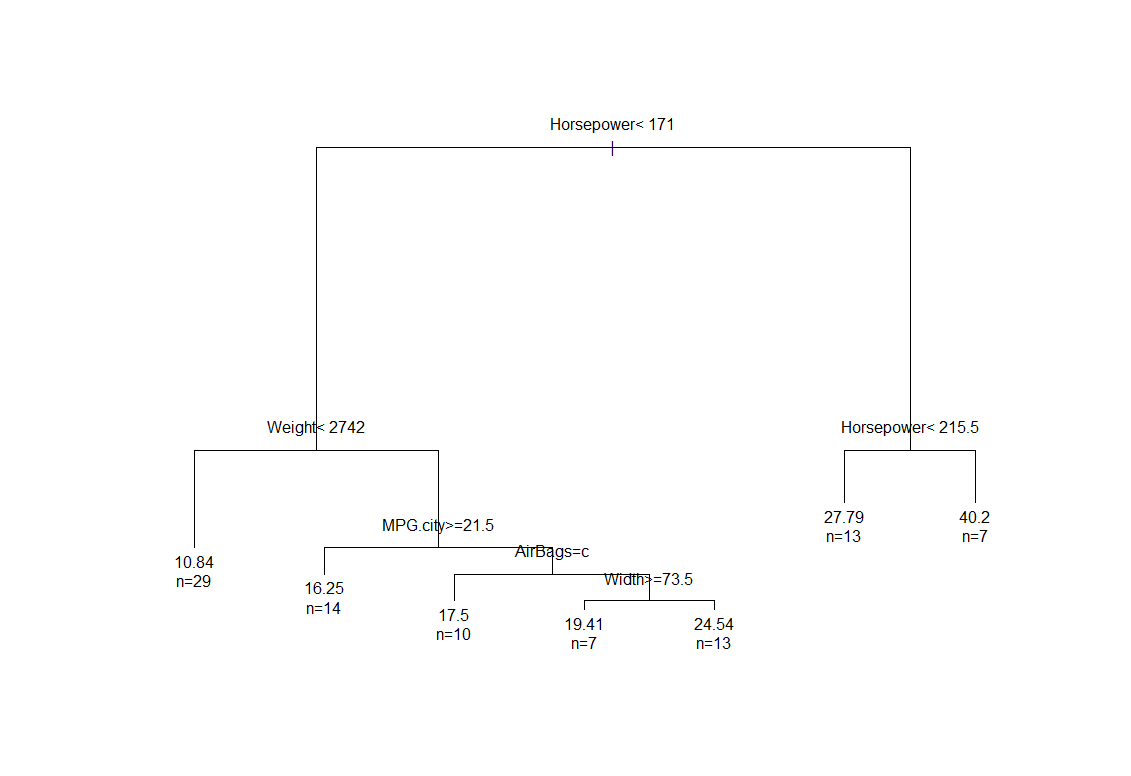 Horsepower< 171
Weight< 2742
Horsepower< 215.5
MPG.city>=21.5
AirBags=c
Width>=73.5
10.84
n=29
16.25
n=14
17.5
n=10
19.41
n=7
24.54
n=13
27.79
n=13
40.2
n=7